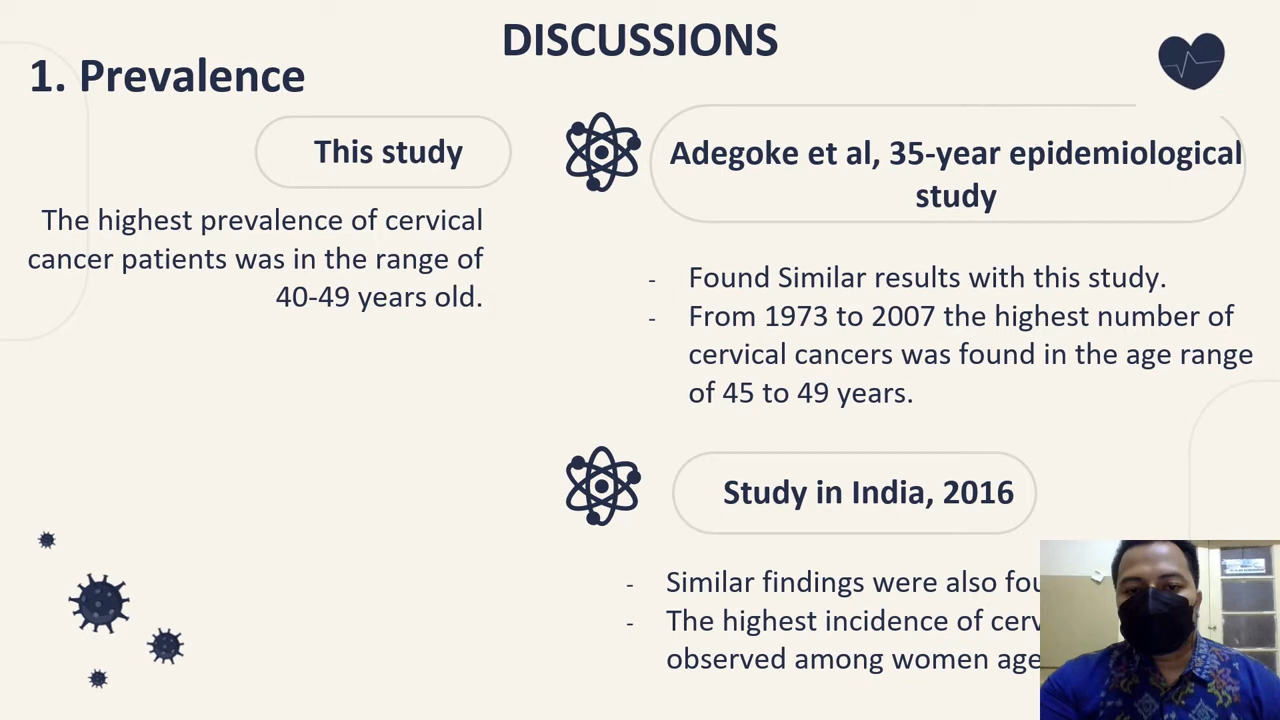 DISCUSSIONS
1. Prevalence
This study
The highest prevalence of cervical
cancer patients was in the range of
40-49 years old.
Adegoke et al, 35-year epidemiological
study
- Found Similar results with this study.
- From 1973 to 2007 the highest number of
cervical cancers was found in the age range
of 45 to 49 years.
Study in India, 2016
- Similar findings were also
- The highest incidence of
observed among women